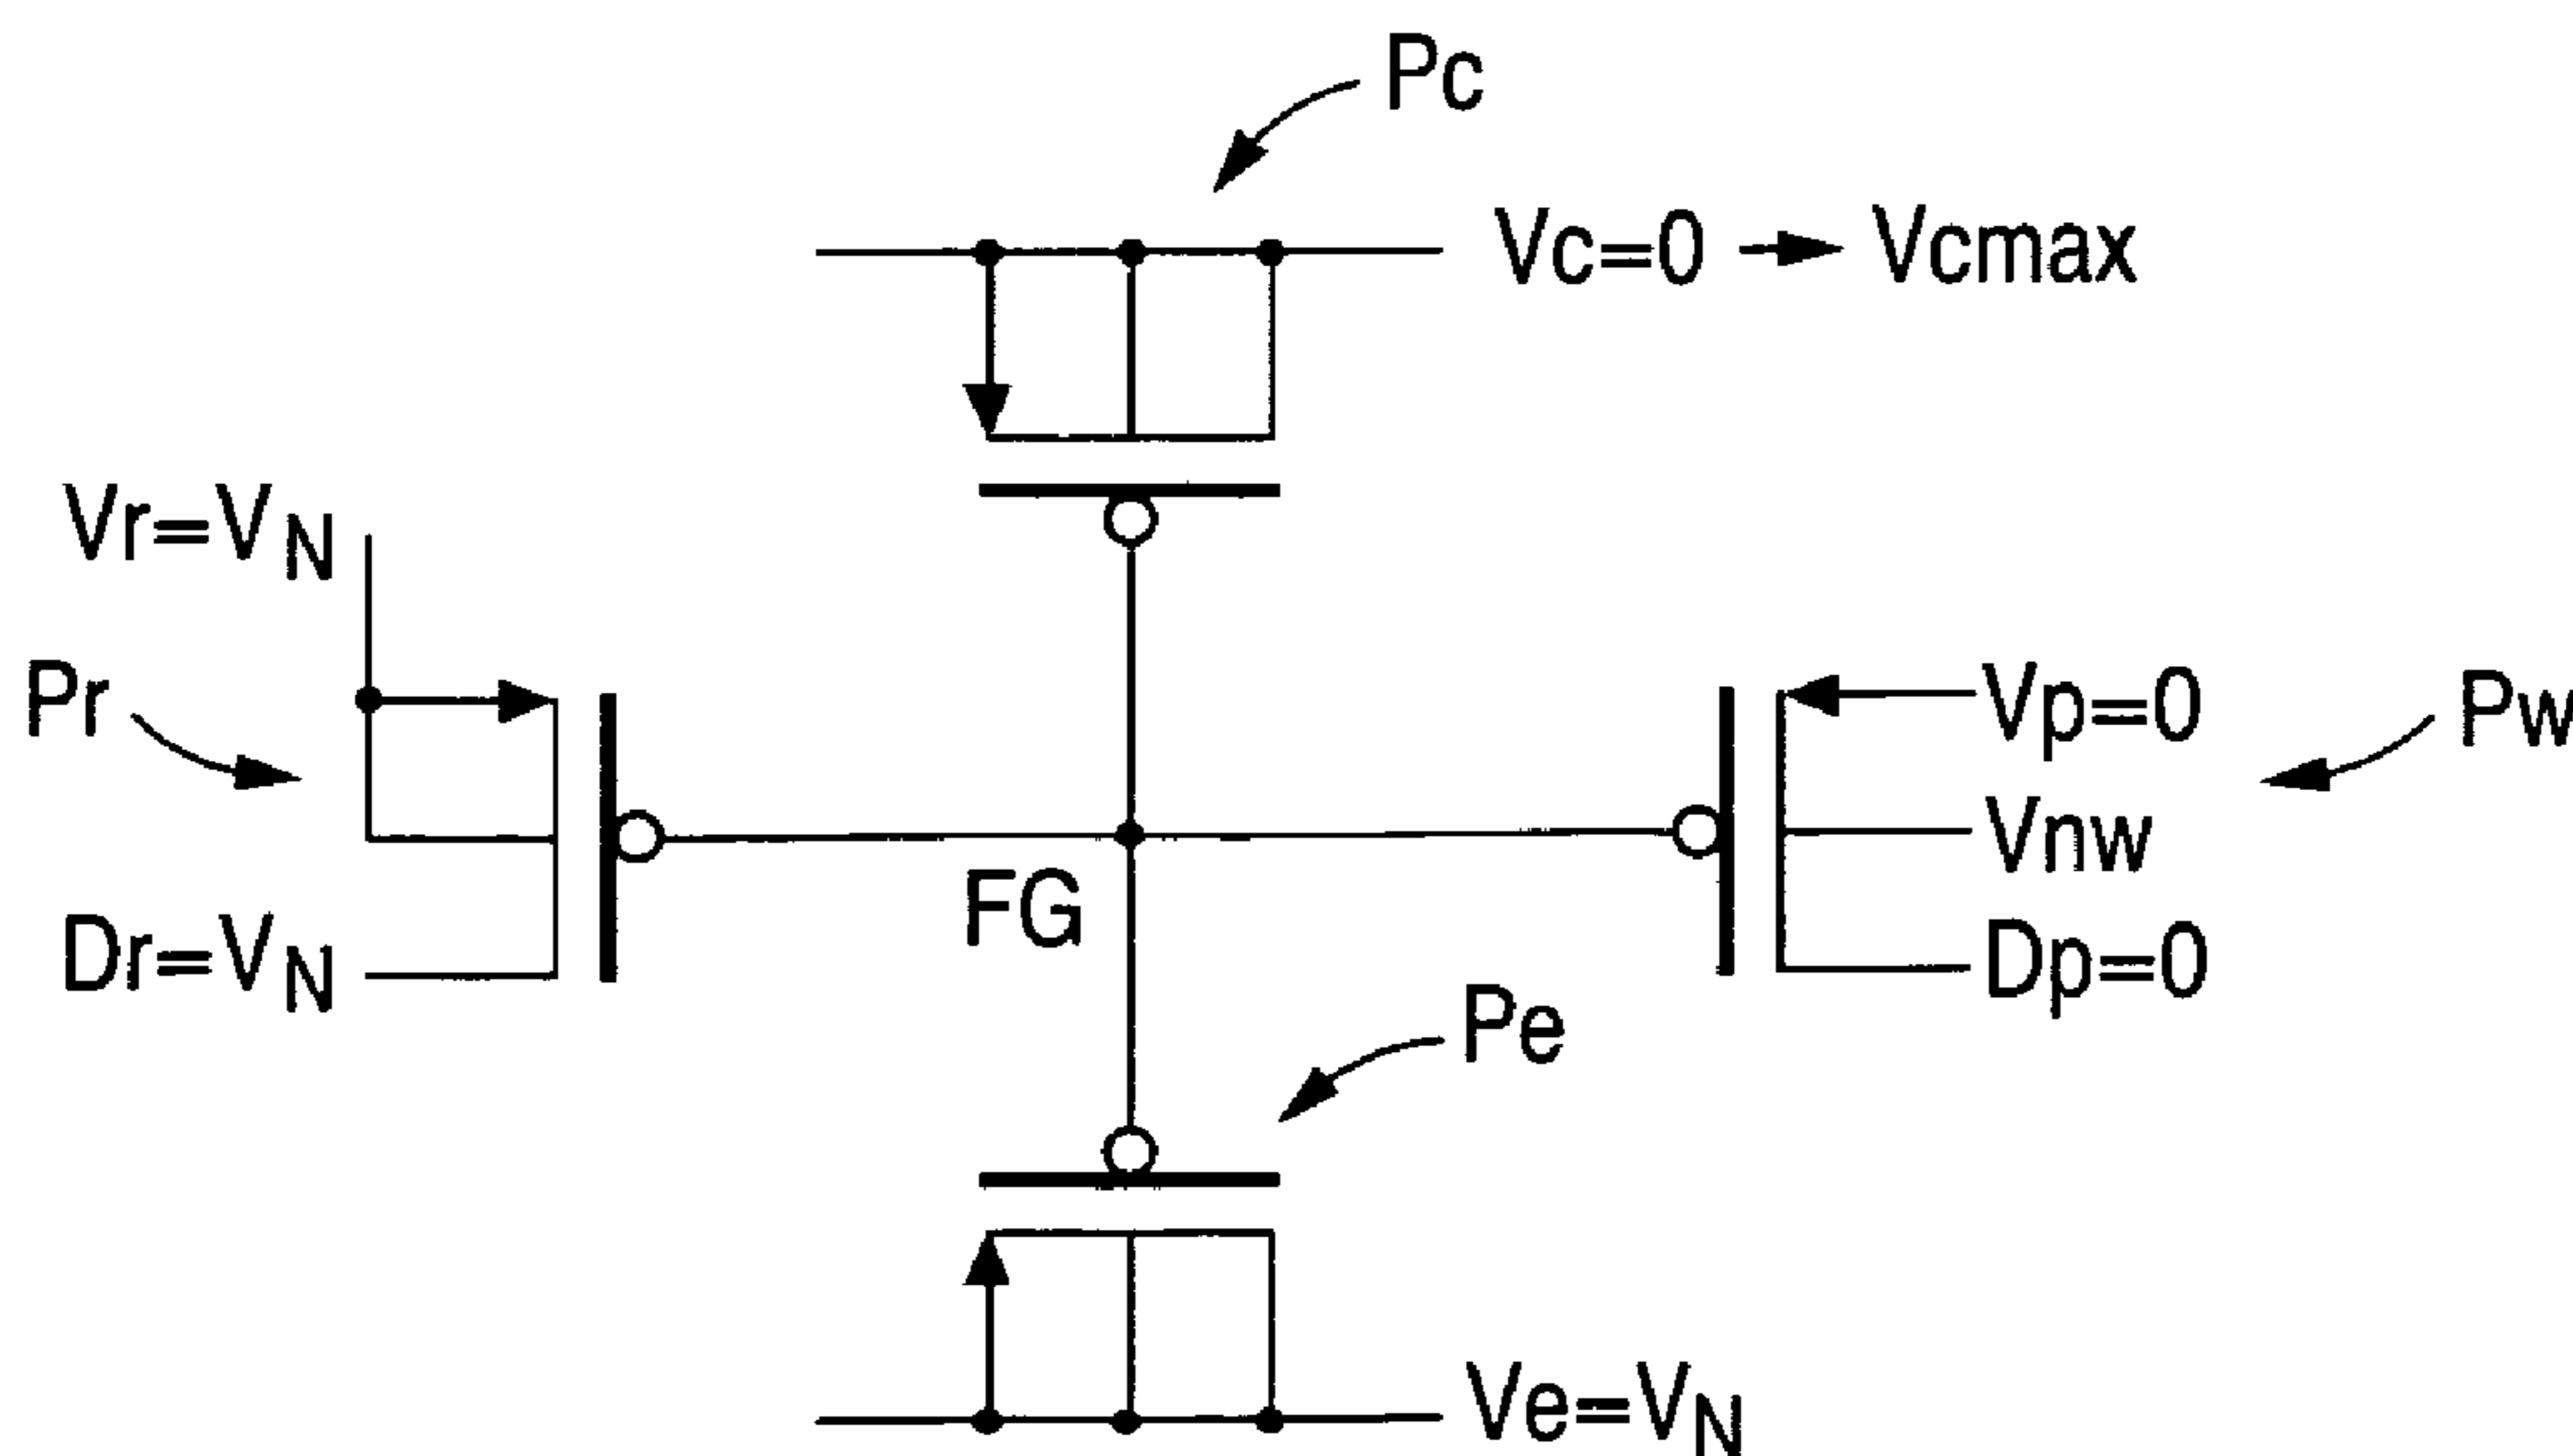 Pc
Vc=0 → Vcmax
Vr=VN
Pr
Vp=0
Pw
Vnw
FG
Dr=VN
Dp=0
Pe
Ve=VN